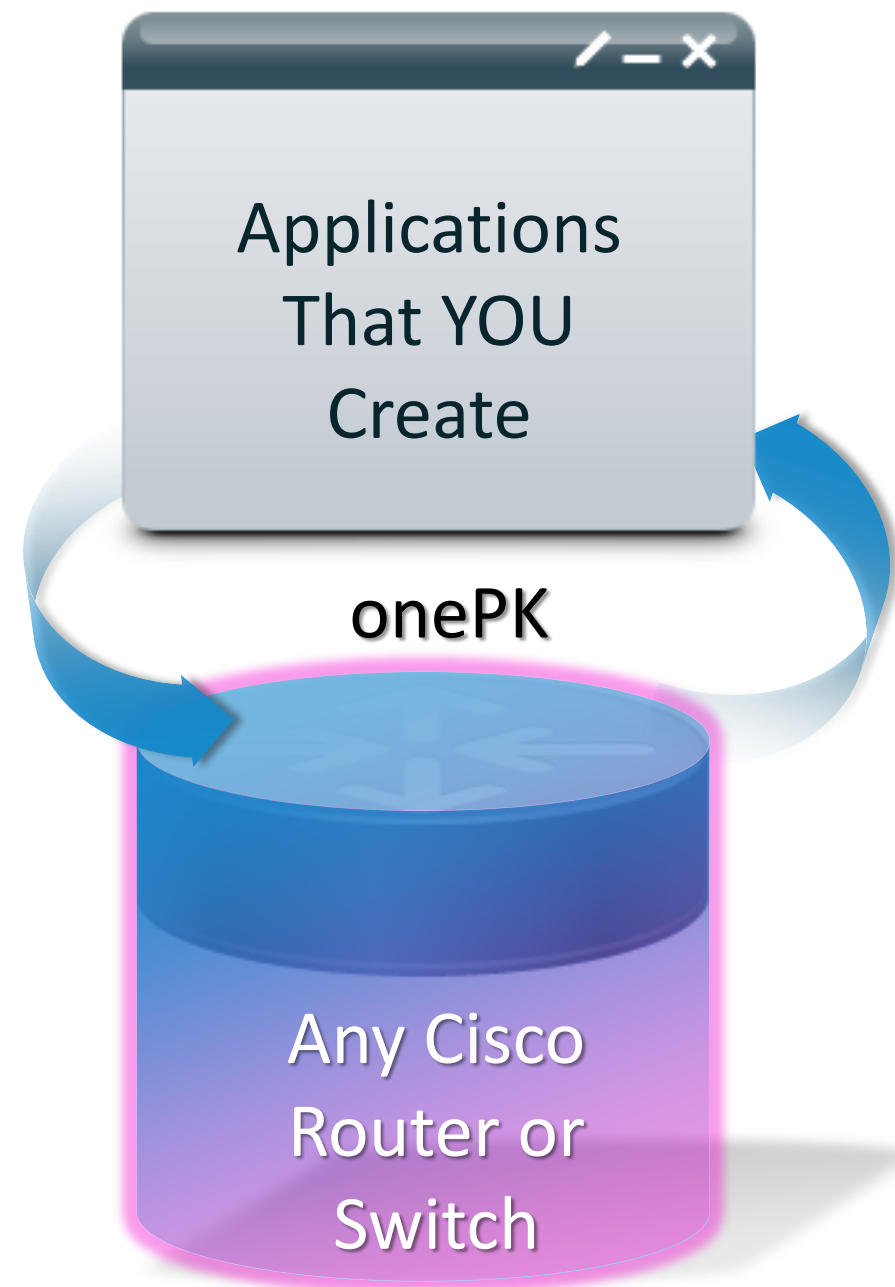 Applications
That YOU
Create
onePK
Any Cisco
Router or
Switch